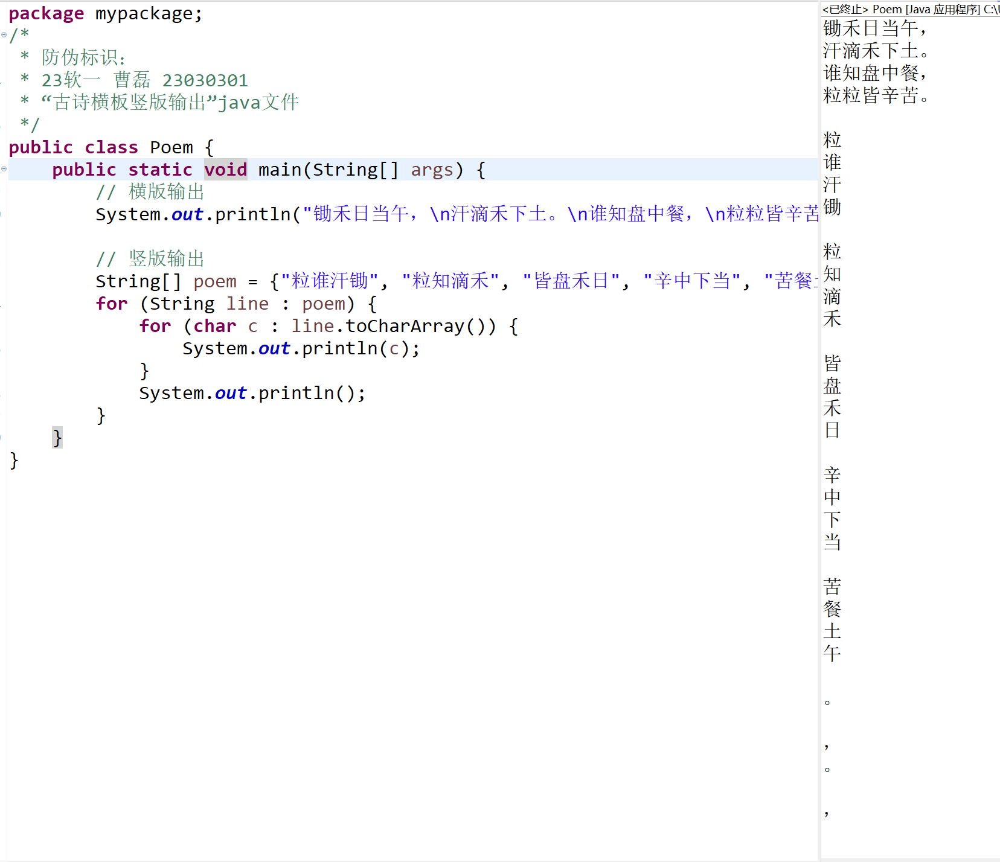 package mypackage;
/*
 * 防伪标识：
 * 23软一 曹磊 23030301
 * “古诗横板竖版输出”java文件
 */
public class Poem {
    public static void main(String[] args) {
        // 横版输出
        System.out.println("锄禾日当午，\n汗滴禾下土。\n谁知盘中餐，\n粒粒皆辛苦

        // 竖版输出
        String[] poem = {"粒谁汗锄", "粒知滴禾", "皆盘禾日", "辛中下当", "苦餐
        for (String line : poem) {
            for (char c : line.toCharArray()) {
                System.out.println(c);
            }
            System.out.println();
        }
    }
}
<已终止> Poem [Java 应用程序] C:\
锄禾日当午，
汗滴禾下土。
谁知盘中餐，
粒粒皆辛苦。

粒
谁
汗
锄

粒
知
滴
禾

皆
盘
禾
日

辛
中
下
当

苦
餐
土
午

。

，
。

，